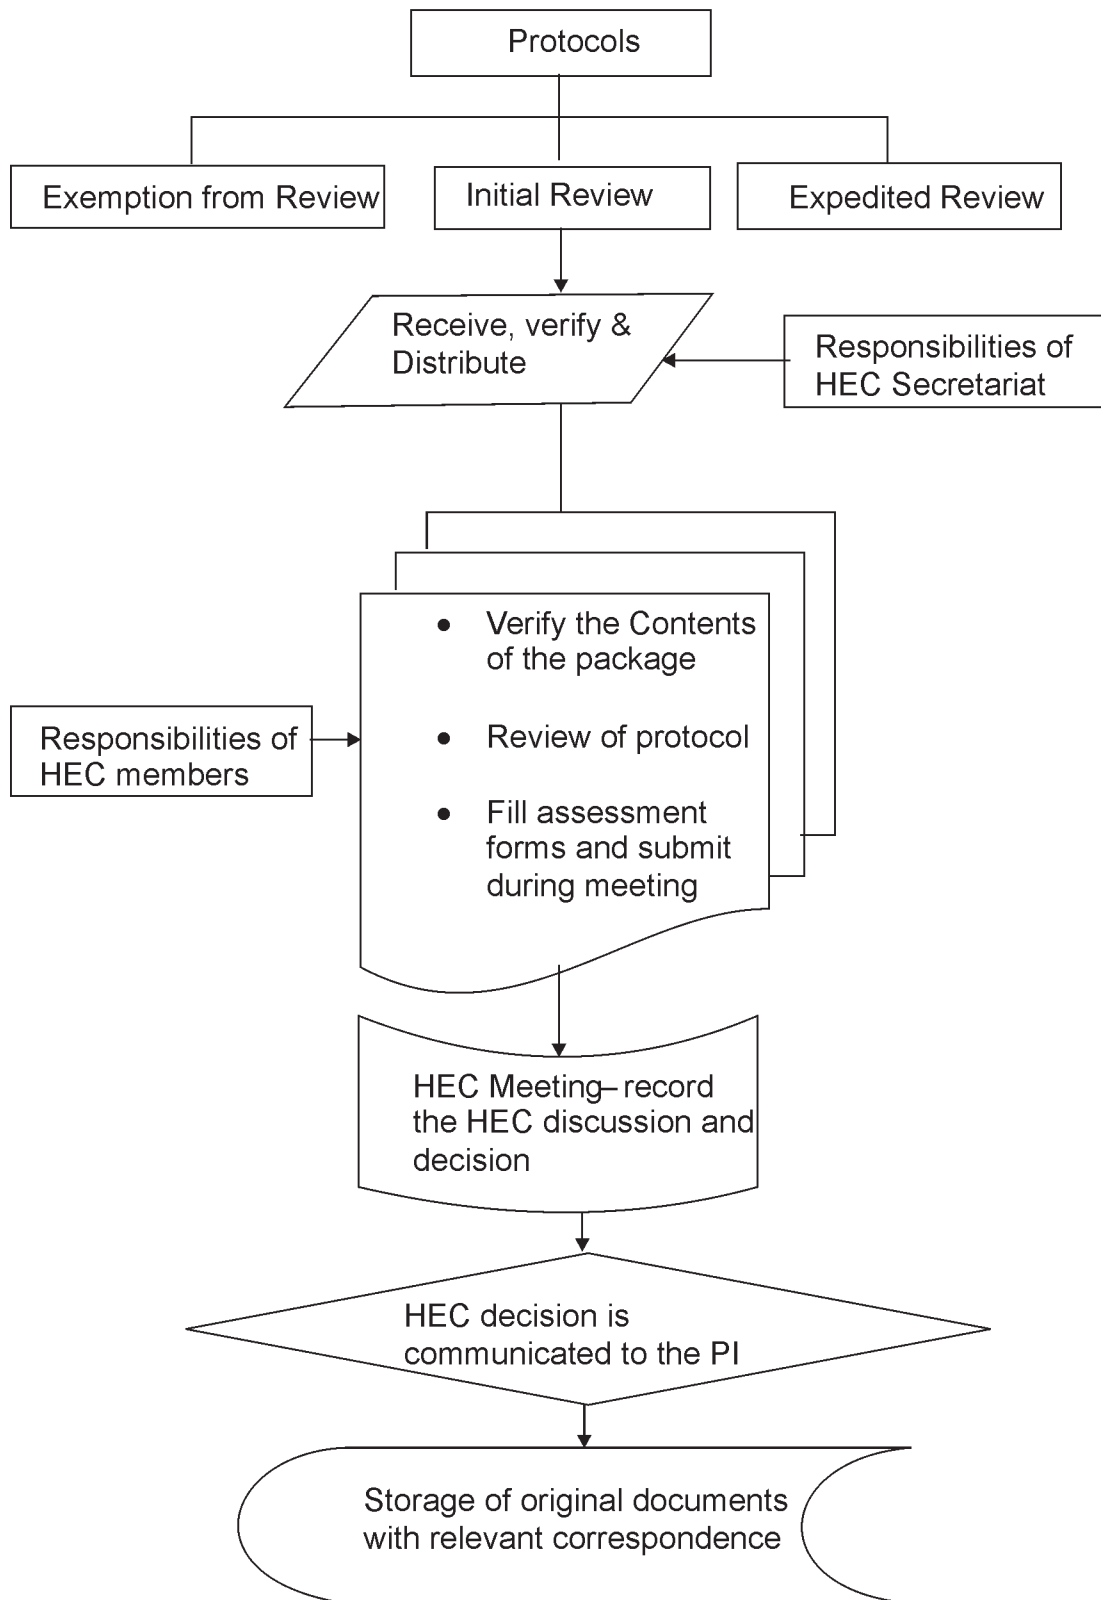 Protocols
Exemption from Review
Initial Review
Expedited Review
Receive, verify &
Distribute
Responsibilities of
HEC Secretariat
• Verify the Contents
of the package
Responsibilities of
HEC members
• Review of protocol
• Fill assessment
forms and submit
during meeting
HEC Meeting– record
the HEC discussion and
decision
HEC decision is
communicated to the PI
Storage of original documents
with relevant correspondence